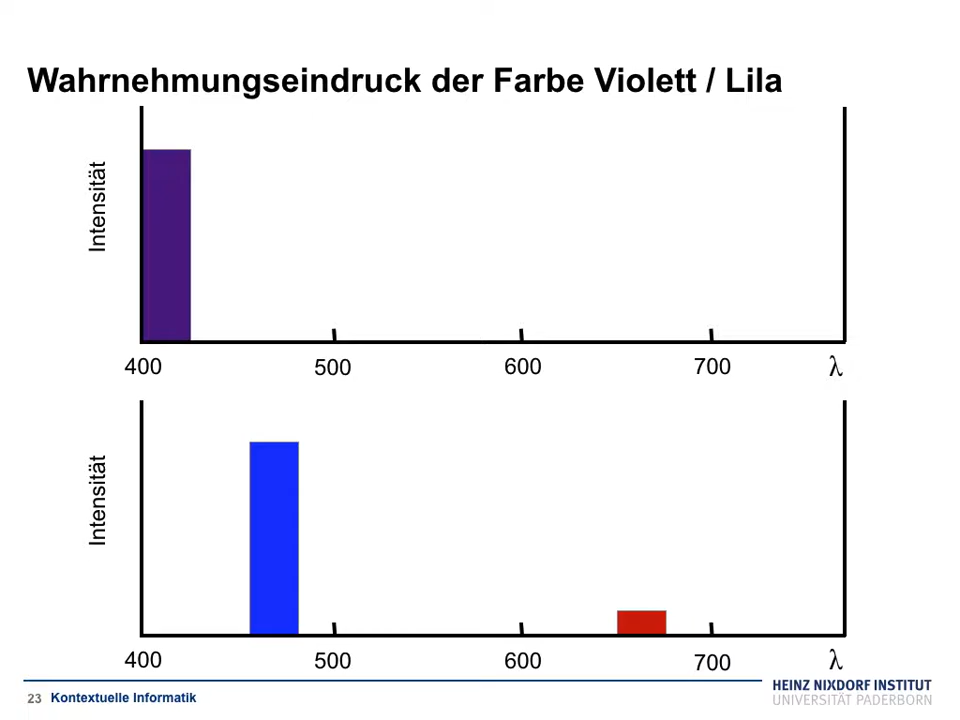 Wahrnehmungseindruck der Farbe Violett / Lila
Intensität
400 500 600 700 λ
Intensität
400 500 600 700 λ
23 Kontextuelle Informatik
HEINZ NIXDORF INSTITUT
UNIVERSITÄT PADERBORN